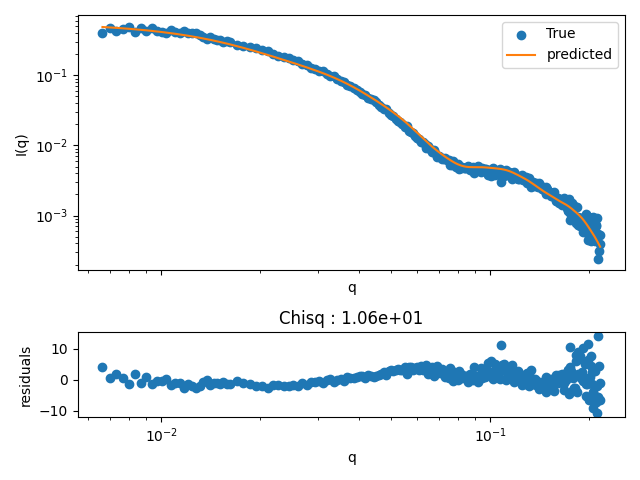 True
predicted
10⁻¹
10⁻²
10⁻³
I(q)
q
Chisq : 1.06e+01
10
0
−10
residuals
10⁻²
10⁻¹
q